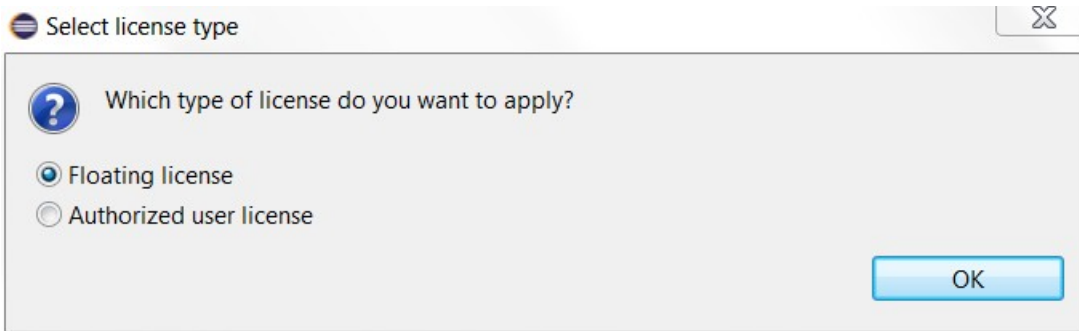 Select license type
Which type of license do you want to apply?
Floating license
Authorized user license
OK